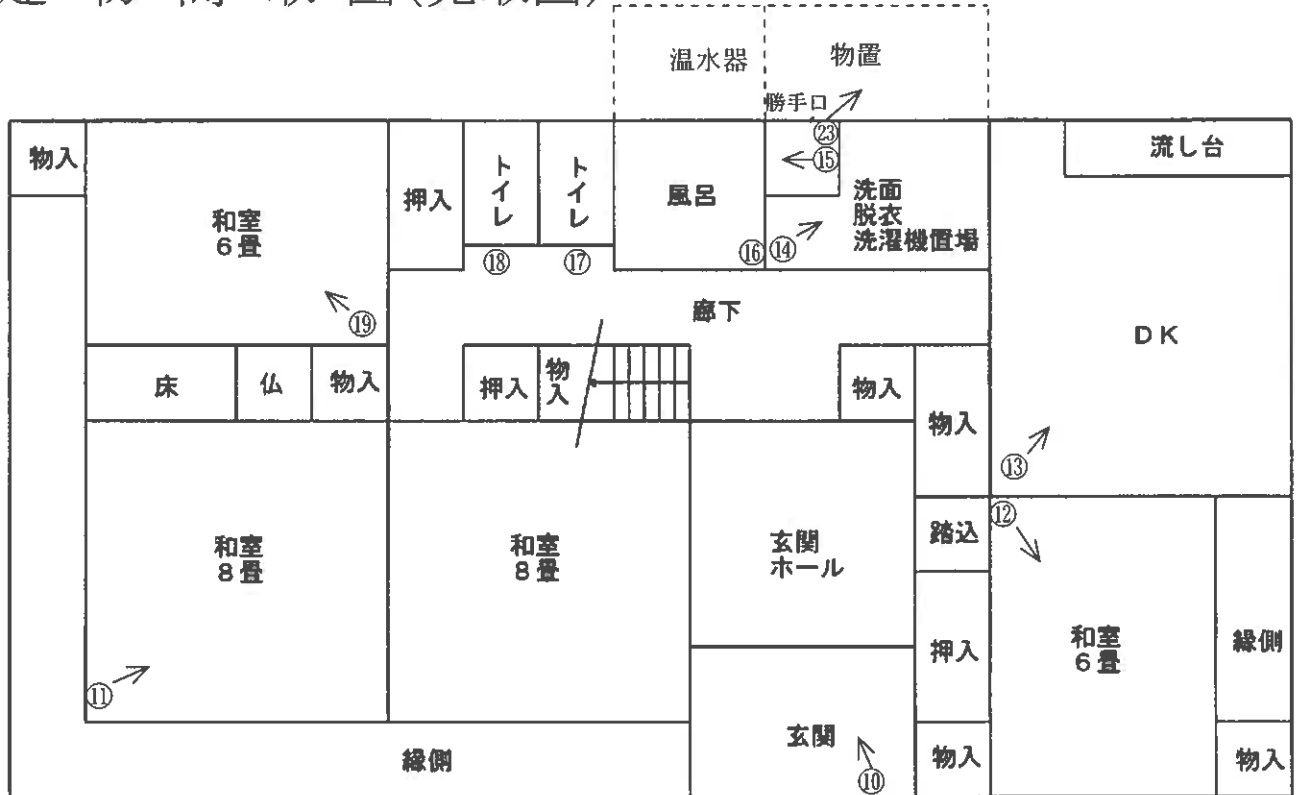 温水器
物置
勝手口
㉓
物入
和室
6畳
押入
トイレ
トイレ
風呂
⑮
洗面
脱衣
洗濯機置場
流し台
⑱
⑰
⑯
⑭
⑲
廊下
DK
床
仏
物入
押入
物入
物入
物入
⑬
和室
8畳
和室
8畳
玄関
ホール
踏込
⑫
押入
和室
6畳
縁側
⑪
縁側
玄関
⑩
物入
物入